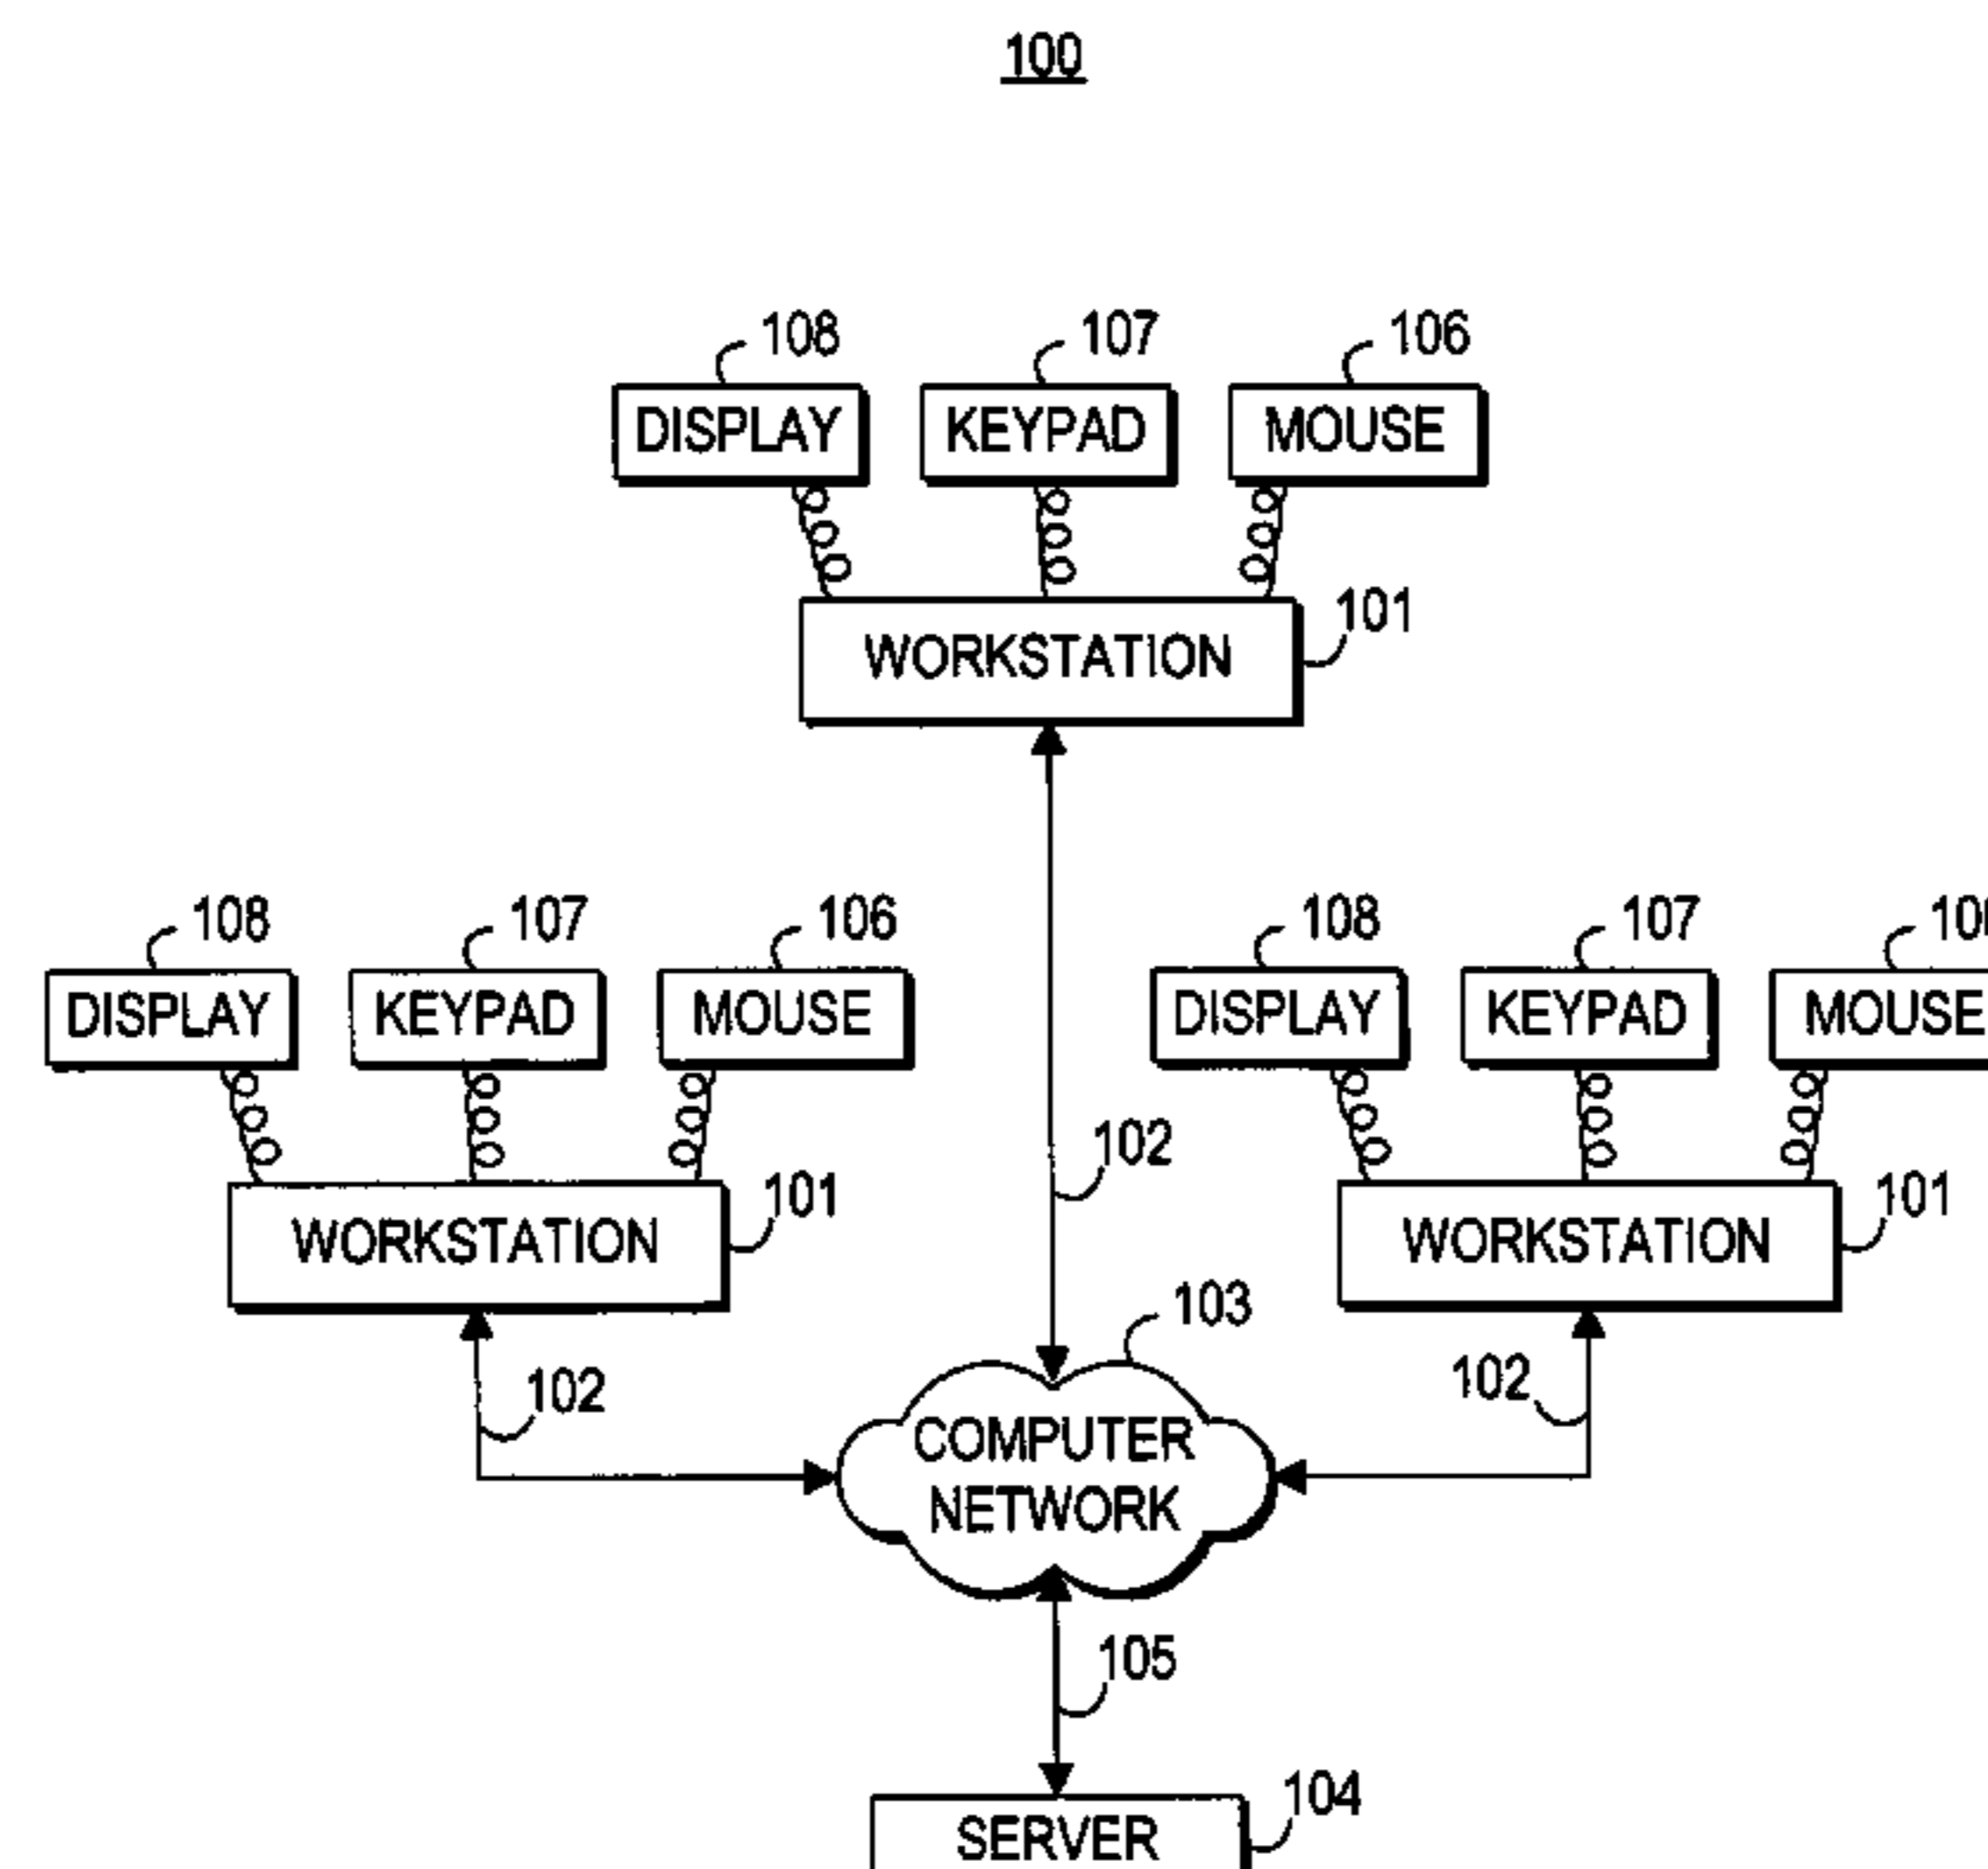 100
108 107 106
DISPLAY KEYPAD MOUSE
101
WORKSTATION
108 107 106 108 107
DISPLAY KEYPAD MOUSE DISPLAY KEYPAD MOUSE
102
101 101
WORKSTATION WORKSTATION
103
102 102
COMPUTER
NETWORK
105
104
SERVER